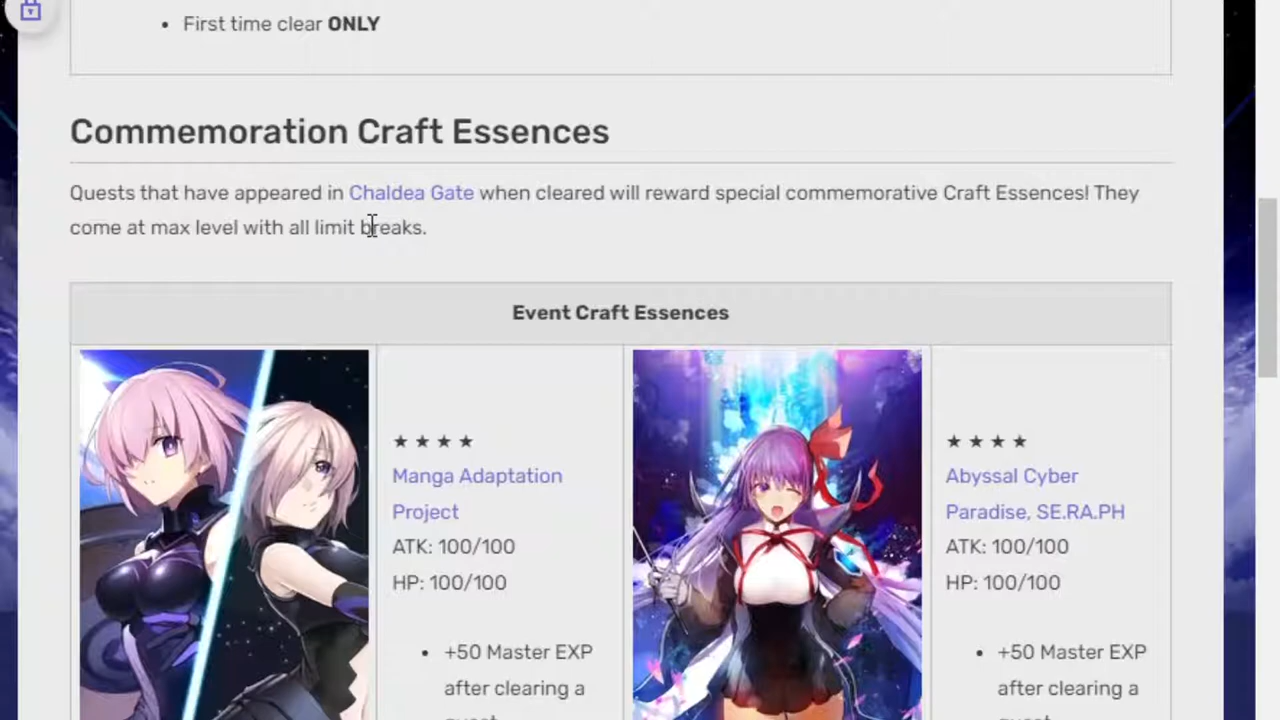 First time clear ONLY
Commemoration Craft Essences
Quests that have appeared in Chaldea Gate when cleared will reward special commemorative Craft Essences! They
come at max level with all limit breaks.
Event Craft Essences
★ ★ ★ ★
Manga Adaptation
Project
ATK: 100/100
HP: 100/100
• +50 Master EXP
after clearing a
quest
★ ★ ★ ★
Abyssal Cyber
Paradise, SE.RA.PH
ATK: 100/100
HP: 100/100
• +50 Master EXP
after clearing a
quest